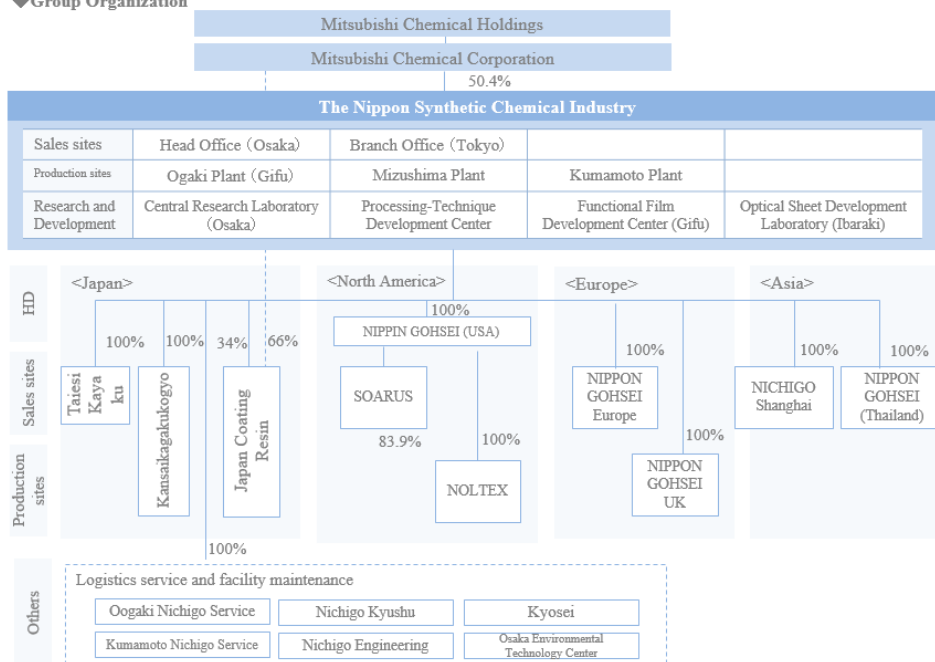 ◆Group Organization
Mitsubishi Chemical Holdings
Mitsubishi Chemical Corporation
50.4%
The Nippon Synthetic Chemical Industry
Sales sites
Head Office (Osaka)
Branch Office (Tokyo)
Production sites
Ogaki Plant (Gifu)
Mizushima Plant
Kumamoto Plant
Research and
Development
Central Research Laboratory
(Osaka)
Processing-Technique
Development Center
Functional Film
Development Center (Gifu)
Optical Sheet Development
Laboratory (Ibaraki)
HD
<Japan>
<North America>
<Europe>
<Asia>
100%
NIPPIN GOHSEI (USA)
100%
100%
34%
66%
100%
100%
100%
Sales sites
Taiesi
Kaya
ku
Kansaikagakukogyo
Japan Coating
Resin
SOARUS
NIPPON
GOHSEI
Europe
NICHIGO
Shanghai
NIPPON
GOHSEI
(Thailand)
83.9%
100%
100%
Production
sites
NOLTEX
NIPPON
GOHSEI
UK
100%
Others
Logistics service and facility maintenance
Oogaki Nichigo Service
Nichigo Kyushu
Kyosei
Kumamoto Nichigo Service
Nichigo Engineering
Osaka Environmental
Technology Center